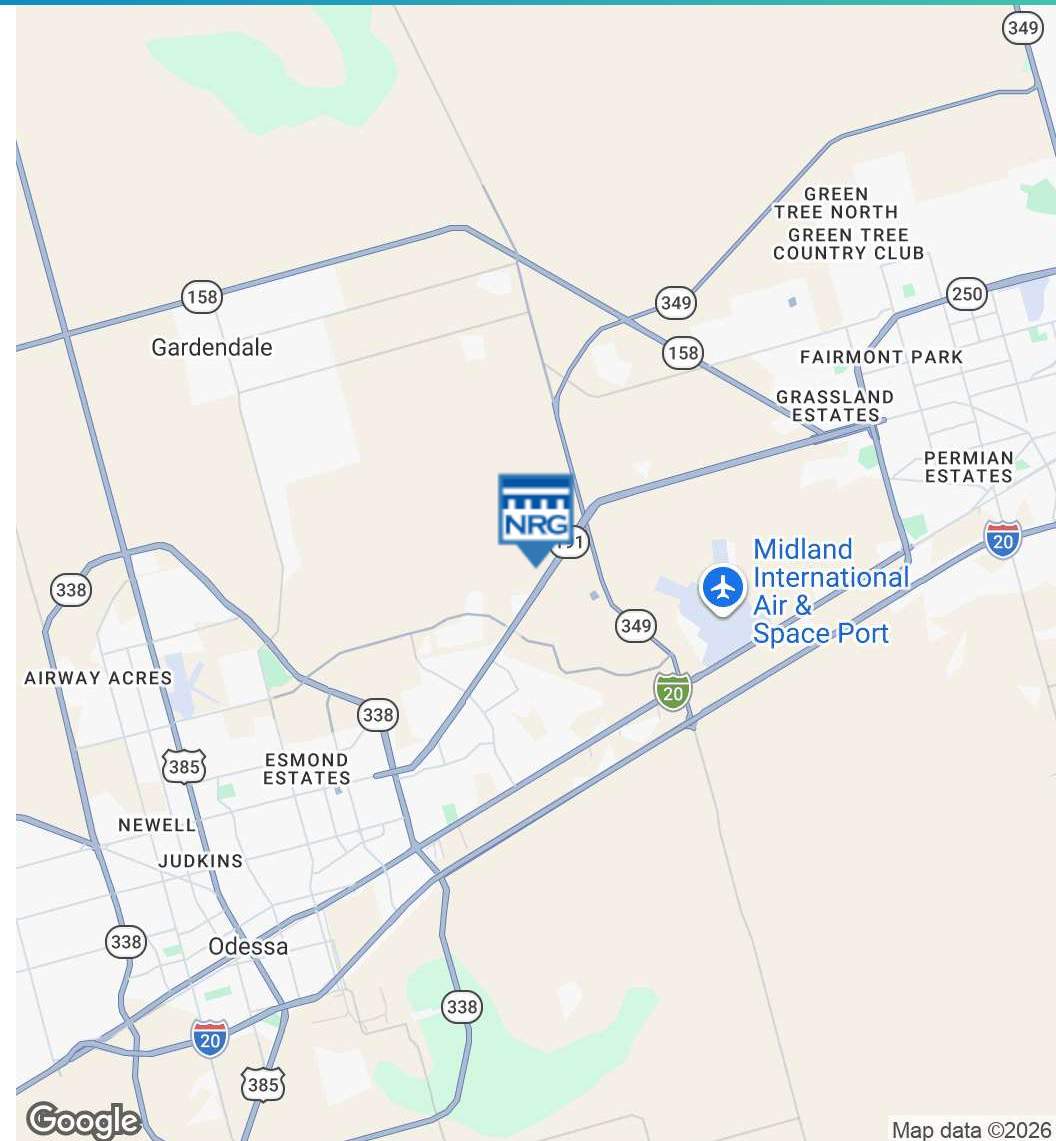 349
GREEN
TREE NORTH
GREEN TREE
COUNTRY CLUB
158
349
250
Gardendale
158
FAIRMONT PARK
GRASSLAND
ESTATES
PERMIAN
ESTATES
NRG
20
Midland
International
Air &
Space Port
338
349
AIRWAY ACRES
20
338
385
ESMOND
ESTATES
NEWELL
JUDKINS
338
Odessa
338
20
385
Google
Map data ©2026